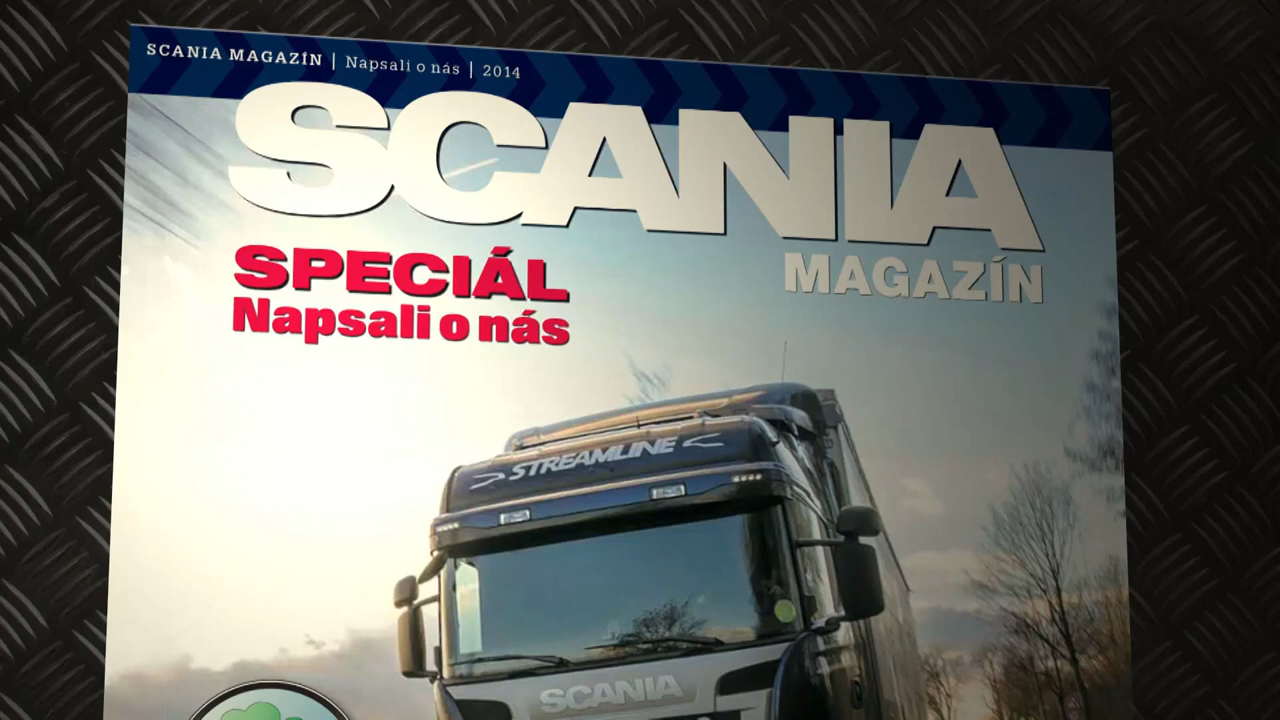 SCANIA MAGAZÍN | Napsali o nás | 2014
SCANIA
MAGAZÍN
SPECIÁL
Napsali o nás
STREAMLINE
SCANIA